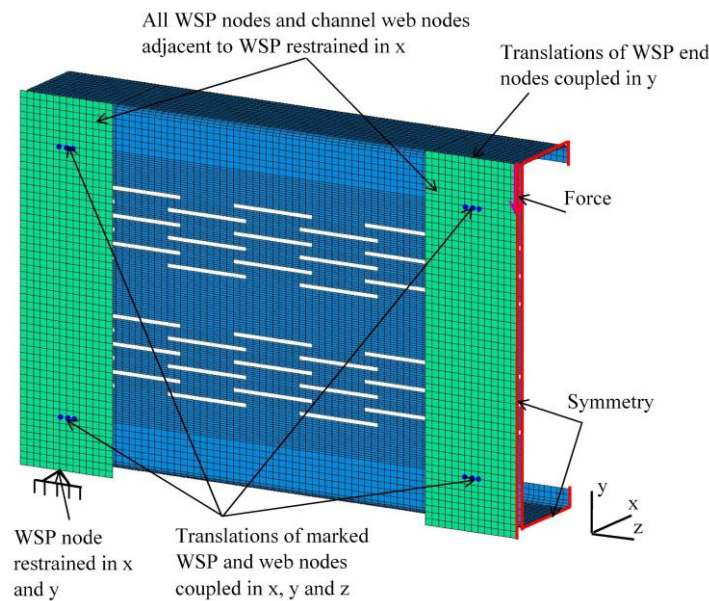 All WSP nodes and channel web nodes
adjacent to WSP restrained in x
Translations of WSP end
nodes coupled in y
Force
Symmetry
y
x
z
WSP node
restrained in x
and y
Translations of marked
WSP and web nodes
coupled in x, y and z